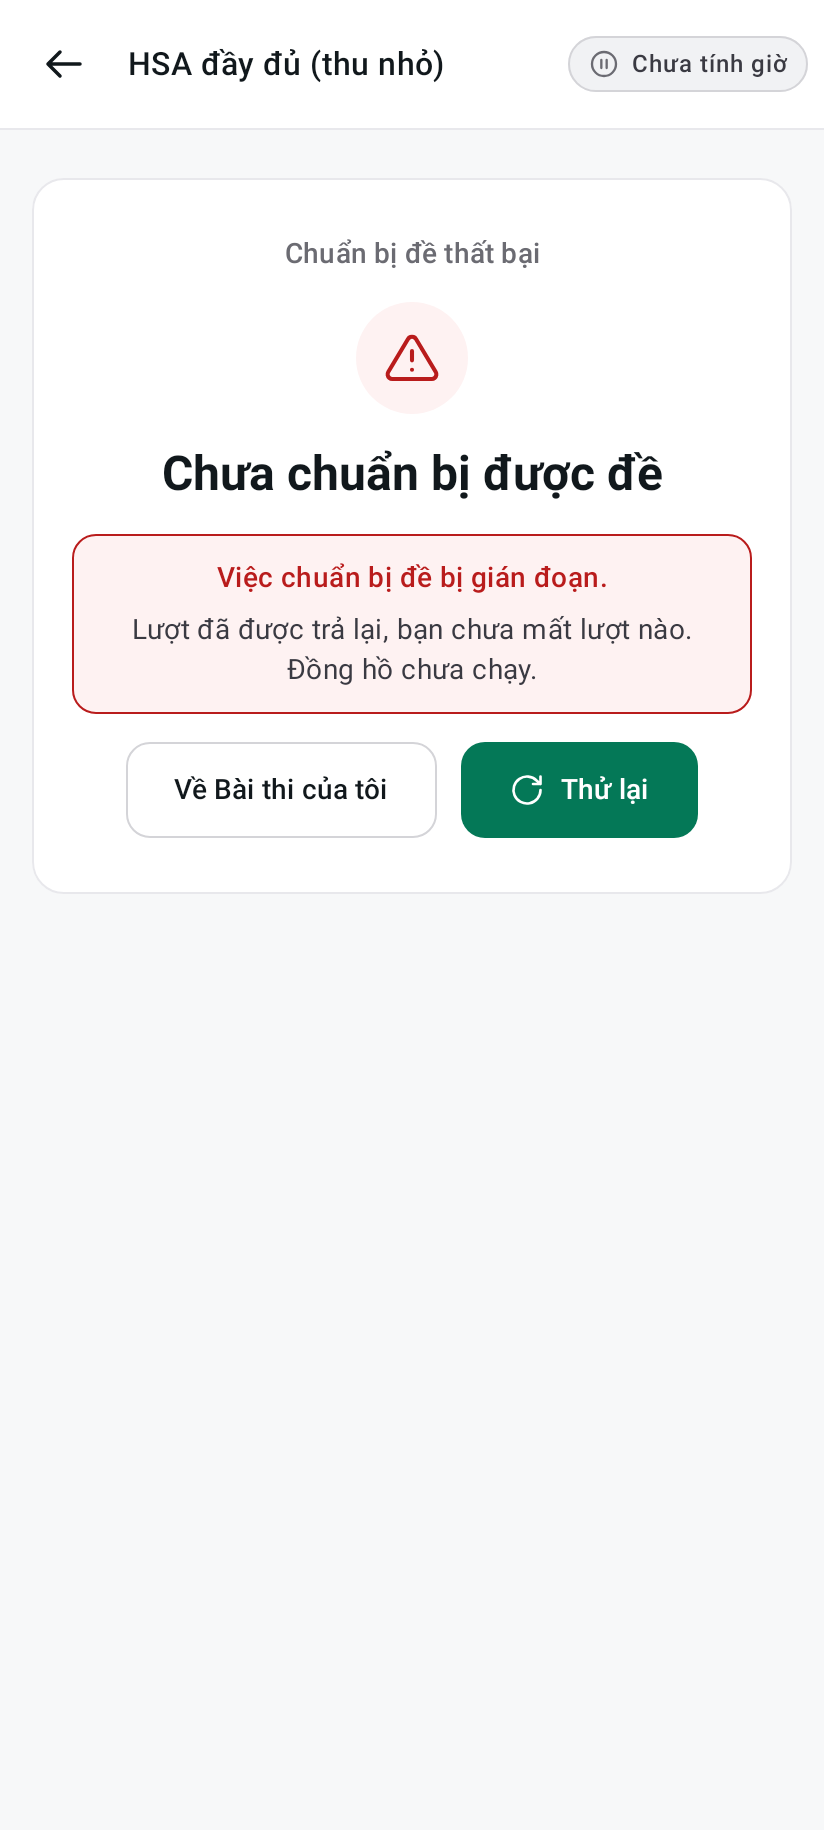 HSA đầy đủ (thu nhỏ)
Chưa tính giờ
Chuẩn bị đề thất bại
Chưa chuẩn bị được đề
Việc chuẩn bị đề bị gián đoạn.
Lượt đã được trả lại, bạn chưa mất lượt nào.
Đồng hồ chưa chạy.
Về Bài thi của tôi
Thử lại